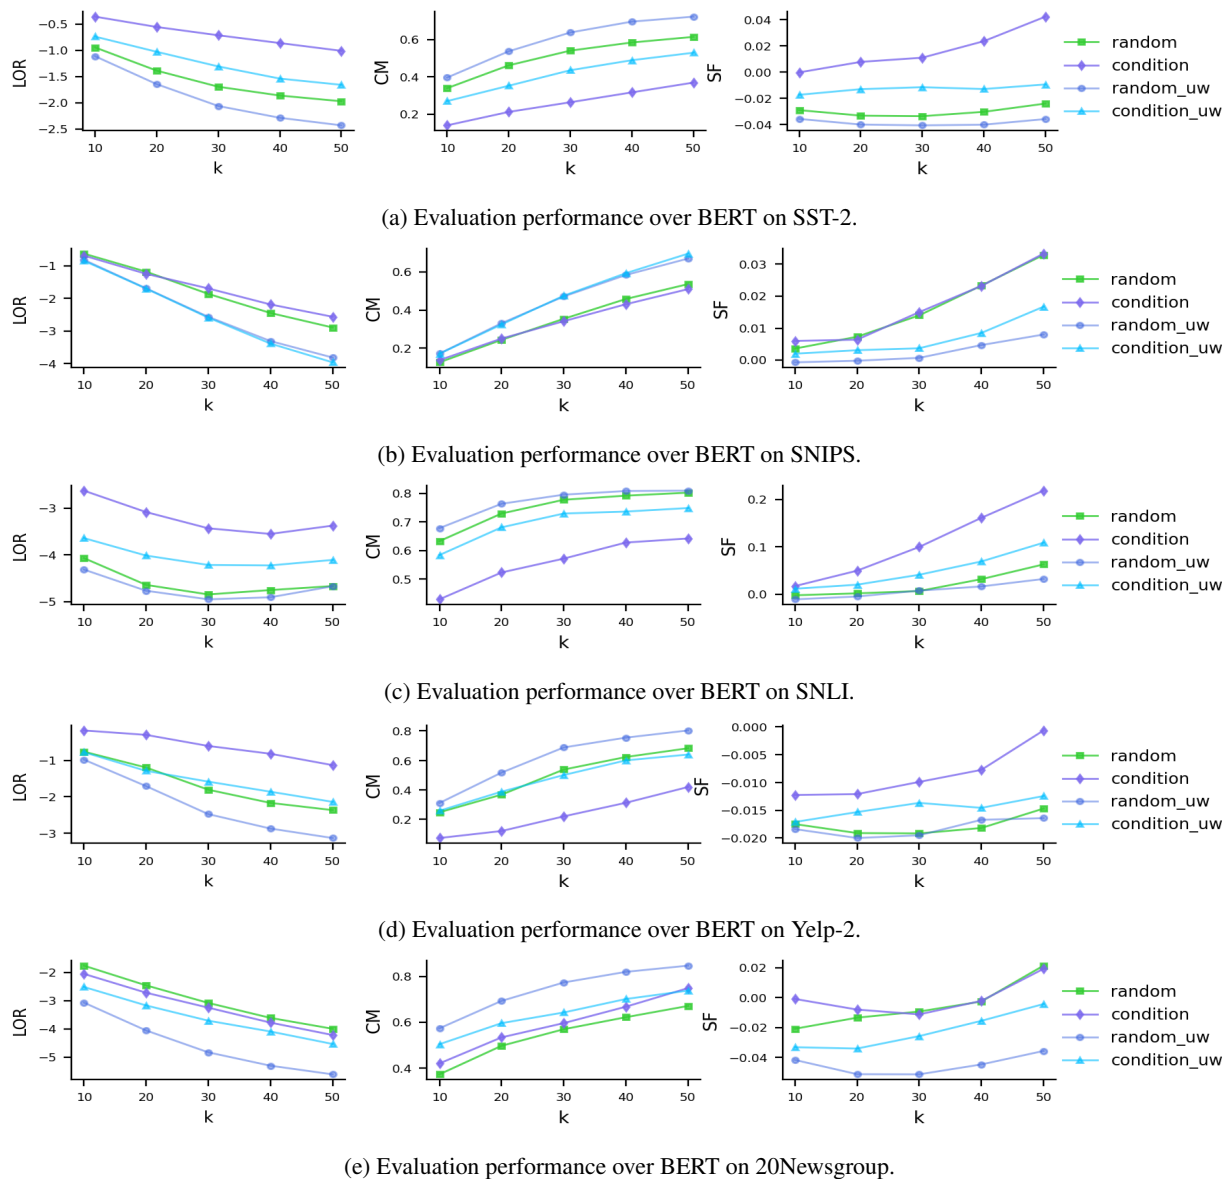 LOR
−0.5
−1.0
−1.5
−2.0
−2.5
10 20 30 40 50
k
CM
0.6
0.4
0.2
10 20 30 40 50
k
SF
0.04
0.02
0.00
−0.02
−0.04
10 20 30 40 50
k
random
condition
random_uw
condition_uw
(a) Evaluation performance over BERT on SST-2.
LOR
−1
−2
−3
−4
10 20 30 40 50
k
CM
0.6
0.4
0.2
10 20 30 40 50
k
SF
0.03
0.02
0.01
0.00
10 20 30 40 50
k
random
condition
random_uw
condition_uw
(b) Evaluation performance over BERT on SNIPS.
LOR
−3
−4
−5
10 20 30 40 50
k
CM
0.8
0.7
0.6
0.5
10 20 30 40 50
k
SF
0.2
0.1
0.0
10 20 30 40 50
k
random
condition
random_uw
condition_uw
(c) Evaluation performance over BERT on SNLI.
LOR
−1
−2
−3
10 20 30 40 50
k
CM
0.8
0.6
0.4
0.2
10 20 30 40 50
k
SF
0.000
−0.005
−0.010
−0.015
−0.020
10 20 30 40 50
k
random
condition
random_uw
condition_uw
(d) Evaluation performance over BERT on Yelp-2.
LOR
−2
−3
−4
−5
10 20 30 40 50
k
CM
0.8
0.6
0.4
10 20 30 40 50
k
SF
0.02
0.00
−0.02
−0.04
10 20 30 40 50
k
random
condition
random_uw
condition_uw
(e) Evaluation performance over BERT on 20Newsgroup.